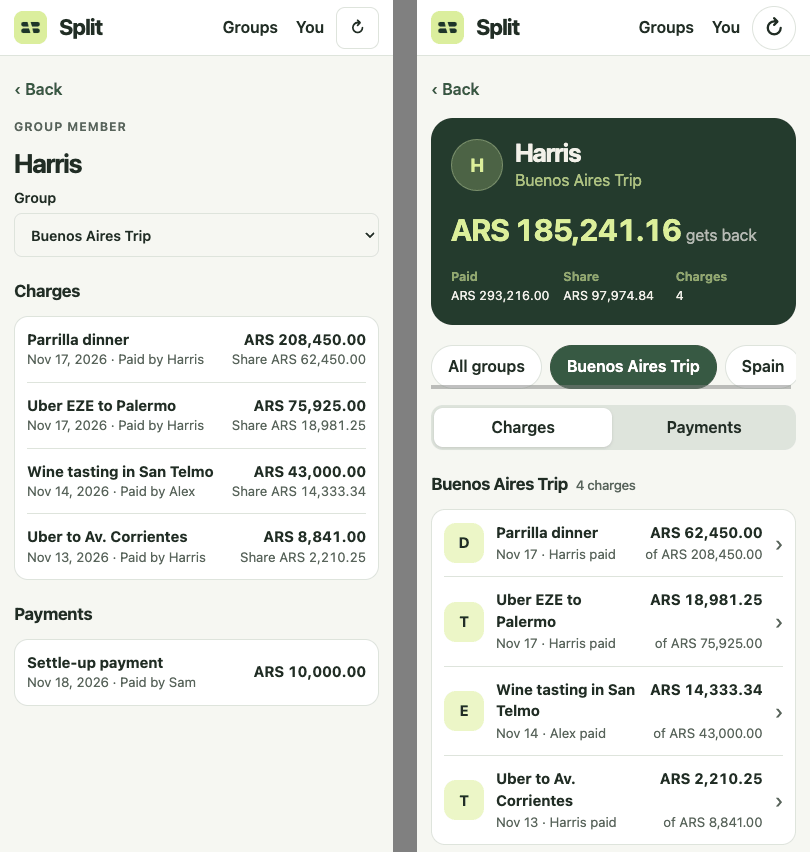 Split
Groups You
‹ Back
GROUP MEMBER
Harris
Group
Buenos Aires Trip
Charges
Parrilla dinner ARS 208,450.00
Nov 17, 2026 · Paid by Harris Share ARS 62,450.00
Uber EZE to Palermo ARS 75,925.00
Nov 17, 2026 · Paid by Harris Share ARS 18,981.25
Wine tasting in San Telmo ARS 43,000.00
Nov 14, 2026 · Paid by Alex Share ARS 14,333.34
Uber to Av. Corrientes ARS 8,841.00
Nov 13, 2026 · Paid by Harris Share ARS 2,210.25
Payments
Settle-up payment ARS 10,000.00
Nov 18, 2026 · Paid by Sam
Split
Groups You
‹ Back
H
Harris
Buenos Aires Trip
ARS 185,241.16 gets back
Paid Share Charges
ARS 293,216.00 ARS 97,974.84 4
All groups Buenos Aires Trip Spain
Charges Payments
Buenos Aires Trip 4 charges
D
Parrilla dinner ARS 62,450.00
Nov 17 · Harris paid of ARS 208,450.00
T
Uber EZE to ARS 18,981.25
Palermo
Nov 17 · Harris paid of ARS 75,925.00
E
Wine tasting in San ARS 14,333.34
Telmo
Nov 14 · Alex paid of ARS 43,000.00
T
Uber to Av. ARS 2,210.25
Corrientes
Nov 13 · Harris paid of ARS 8,841.00